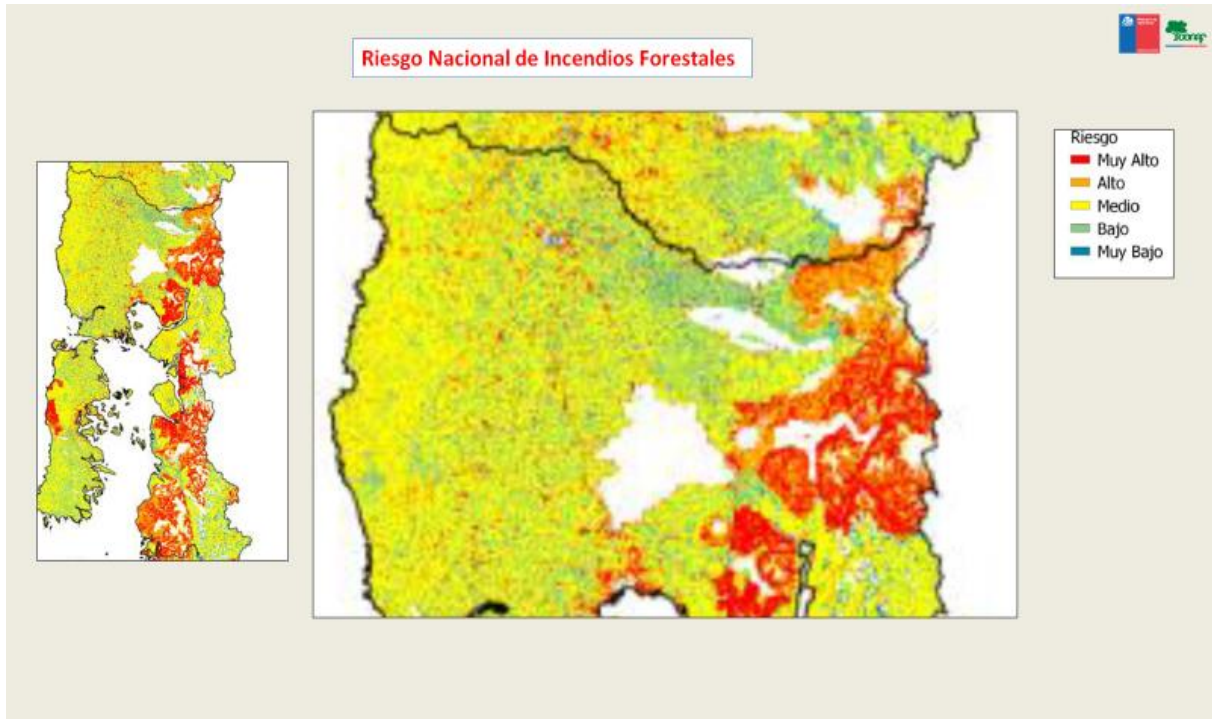 Riesgo Nacional de Incendios Forestales
Riesgo
Muy Alto
Alto
Medio
Bajo
Muy Bajo